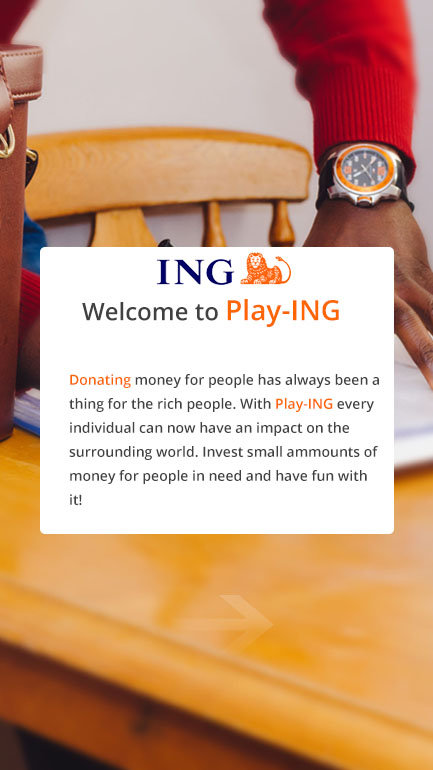 ING
Welcome to Play-ING
Donating money for people has always been a
thing for the rich people. With Play-ING every
individual can now have an impact on the
surrounding world. Invest small ammounts of
money for people in need and have fun with
it!